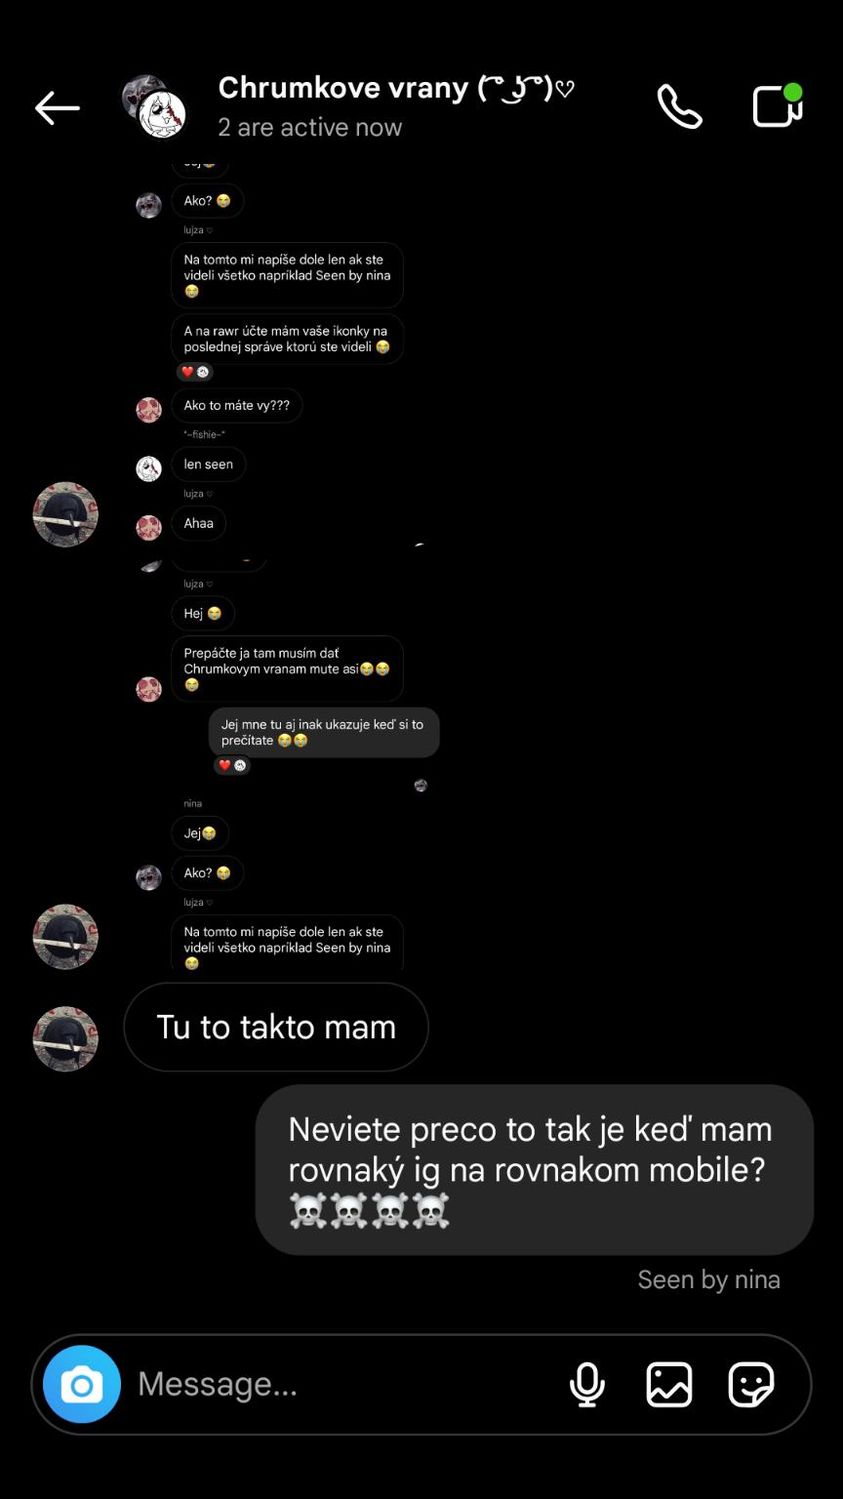 Chrumkove vrany ( ͡° ͜ʖ ͡°)♡
2 are active now
Ako? 😭
lujza ♡
Na tomto mi napíše dole len ak ste
videli všetko napríklad Seen by nina
😭
A na rawr účte mám vaše ikonky na
poslednej správe ktorú ste videli 😭
Ako to máte vy???
*~fishie~*
len seen
lujza ♡
Ahaa
lujza ♡
Hej 😭
Prepáčte ja tam musím dať
Chrumkovym vranam mute asi😭😭
😭
Jej mne tu aj inak ukazuje keď si to
prečítate 😭😭
nina
Jej😭
Ako? 😭
lujza ♡
Na tomto mi napíše dole len ak ste
videli všetko napríklad Seen by nina
😭
Tu to takto mam
Neviete preco to tak je keď mam
rovnaký ig na rovnakom mobile?
☠️☠️☠️☠️
Seen by nina
Message...